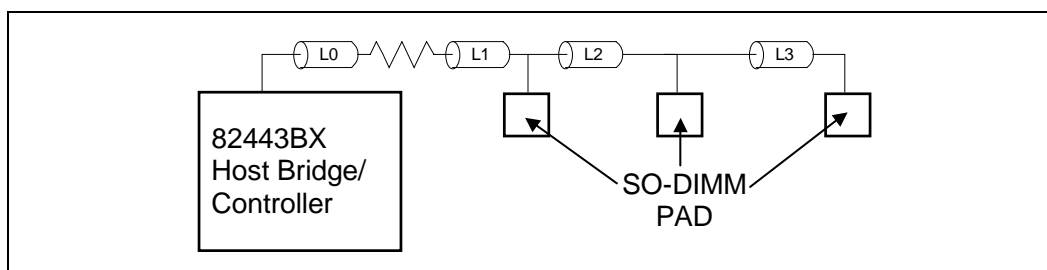 L0
L1
L2
L3
82443BX
Host Bridge/
Controller
SO-DIMM
PAD